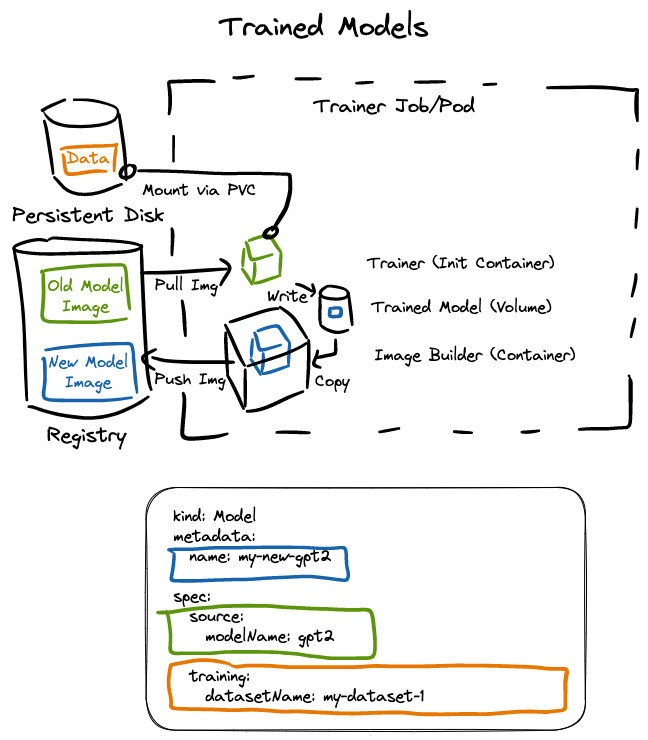 Trained Models
Trainer Job/Pod
Data
Mount via PVC
Persistent Disk
Old Model
Image
Pull Img
Trainer (Init Container)
Write
Trained Model (Volume)
New Model
Image
Push Img
Copy
Image Builder (Container)
Registry
kind: Model
metadata:
name: my-new-gpt2
spec:
source:
modelName: gpt2
training:
datasetName: my-dataset-1